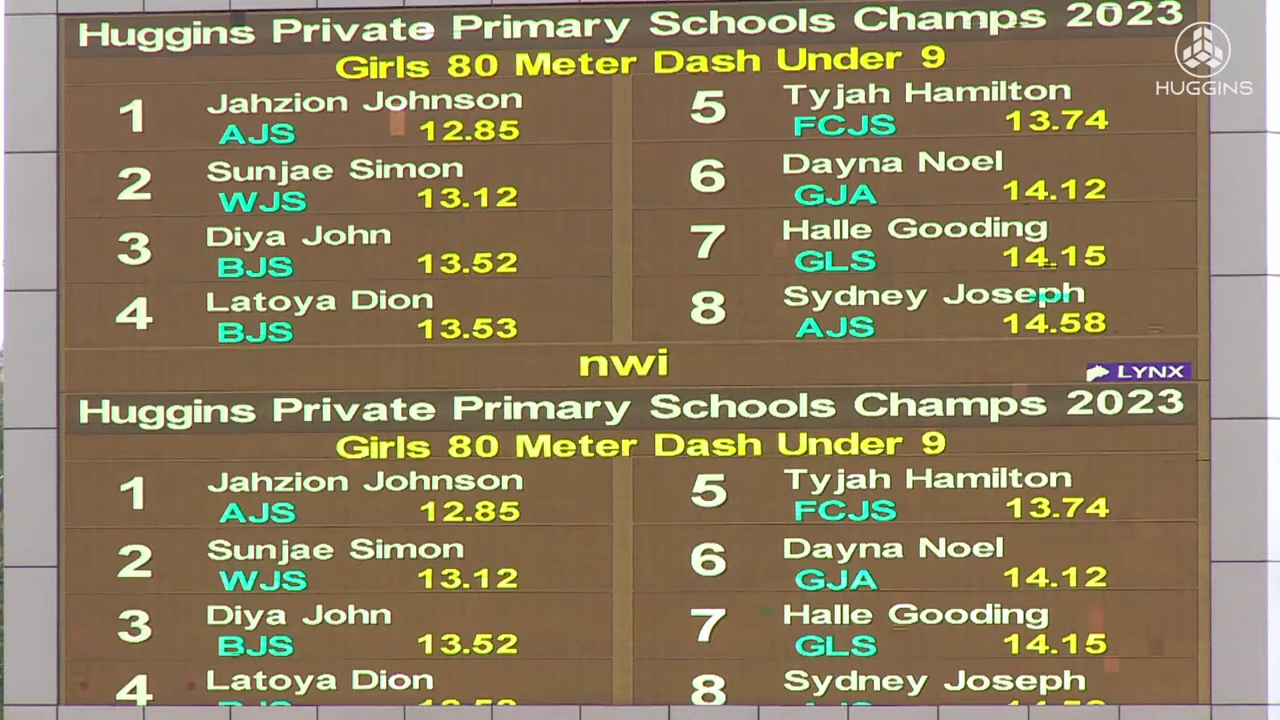 Huggins Private Primary Schools Champs 2023
HUGGINS
Girls 80 Meter Dash Under 9
1 Jahzion Johnson
AJS 12.85
2 Sunjae Simon
WJS 13.12
3 Diya John
BJS 13.52
4 Latoya Dion
BJS 13.53
5 Tyjah Hamilton
FCJS 13.74
6 Dayna Noel
GJA 14.12
7 Halle Gooding
GLS 14.15
8 Sydney Joseph
AJS 14.58
nwi
LYNX
Huggins Private Primary Schools Champs 2023
Girls 80 Meter Dash Under 9
1 Jahzion Johnson
AJS 12.85
2 Sunjae Simon
WJS 13.12
3 Diya John
BJS 13.52
4 Latoya Dion
5 Tyjah Hamilton
FCJS 13.74
6 Dayna Noel
GJA 14.12
7 Halle Gooding
GLS 14.15
8 Sydney Joseph